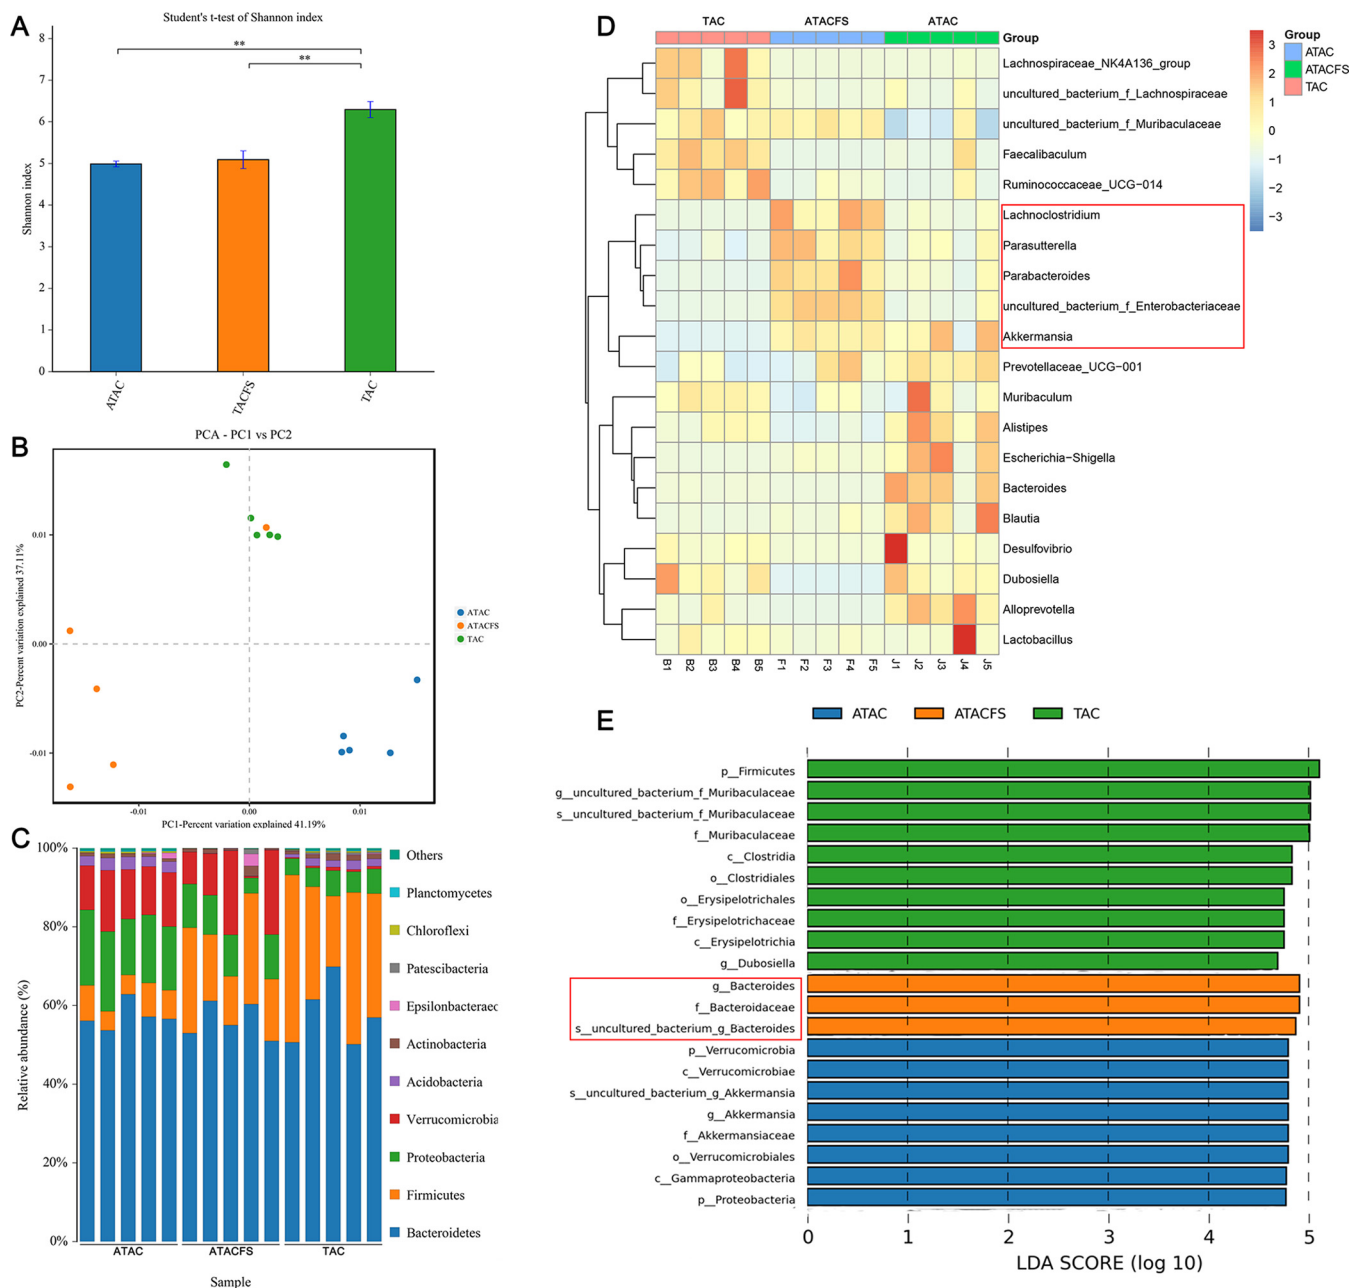 A
Student's t-test of Shannon index
**
**
Shannon index
8
7
6
5
4
3
2
1
0
ATAC
TACFS
TAC
B
PCA - PC1 vs PC2
PC2-Percent variation explained 37.11%
0.01
0.00
-0.01
-0.01
0.00
0.01
PC1-Percent variation explained 41.19%
ATAC
ATACFS
TAC
C
Relative abundance (%)
100%
80%
60%
40%
20%
0%
ATAC
ATACFS
TAC
Sample
Others
Planctomycetes
Chloroflexi
Patescibacteria
Epsilonbacteraec
Actinobacteria
Acidobacteria
Verrucomicrobia
Proteobacteria
Firmicutes
Bacteroidetes
D
TAC ATACFS ATAC
Group
Lachnospiraceae_NK4A136_group
uncultured_bacterium_f_Lachnospiraceae
uncultured_bacterium_f_Muribaculaceae
Faecalibaculum
Ruminococcaceae_UCG−014
Lachnoclostridium
Parasutterella
Parabacteroides
uncultured_bacterium_f_Enterobacteriaceae
Akkermansia
Prevotellaceae_UCG−001
Muribaculum
Alistipes
Escherichia−Shigella
Bacteroides
Blautia
Desulfovibrio
Dubosiella
Alloprevotella
Lactobacillus
B1 B2 B3 B4 B5 F1 F2 F3 F4 F5 J1 J2 J3 J4 J5
3
2
1
0
−1
−2
−3
Group
ATAC
ATACFS
TAC
E
ATAC ATACFS TAC
p__Firmicutes
g__uncultured_bacterium_f_Muribaculaceae
s__uncultured_bacterium_f_Muribaculaceae
f__Muribaculaceae
c__Clostridia
o__Clostridiales
o__Erysipelotrichales
f__Erysipelotrichaceae
c__Erysipelotrichia
g__Dubosiella
g__Bacteroides
f__Bacteroidaceae
s__uncultured_bacterium_g_Bacteroides
p__Verrucomicrobia
c__Verrucomicrobiae
s__uncultured_bacterium_g_Akkermansia
g__Akkermansia
f__Akkermansiaceae
o__Verrucomicrobiales
c__Gammaproteobacteria
p__Proteobacteria
0 1 2 3 4 5
LDA SCORE (log 10)